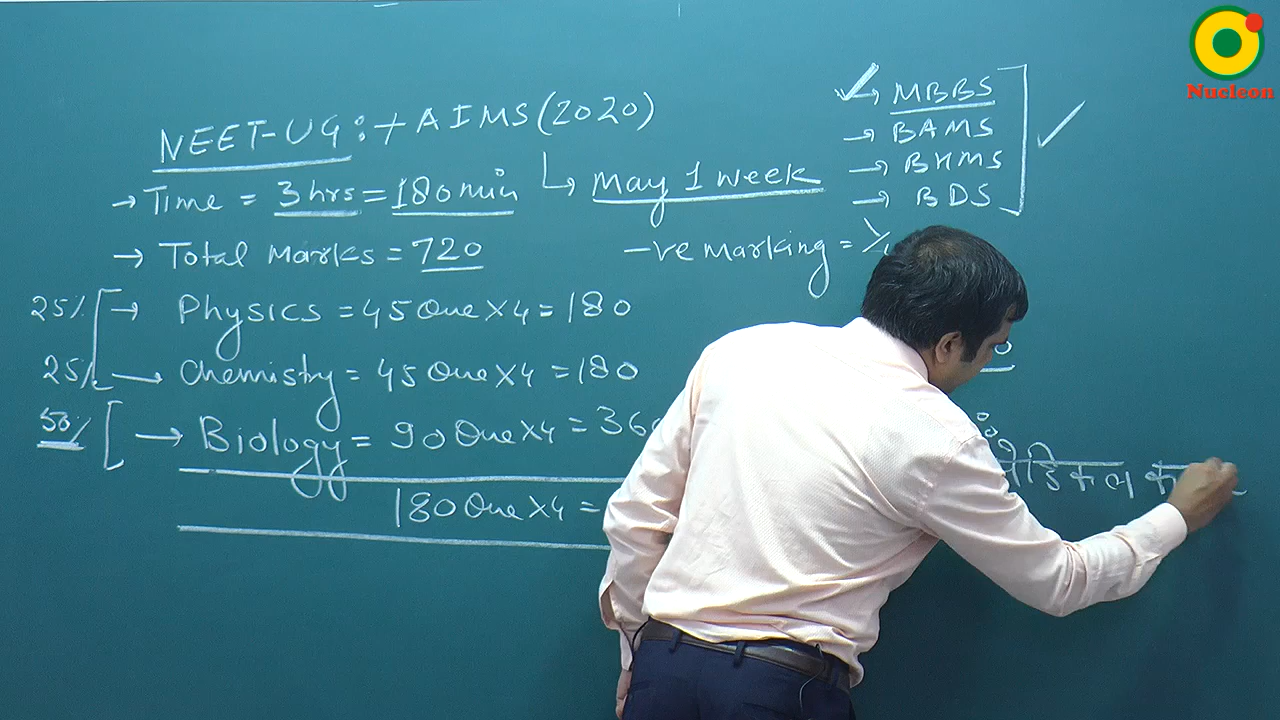 Nucleon
NEET-UG:+AIMS(2020)
→ MBBS
→ BAMS
→ BHMS
→ BDS
→ Time = 3 hrs = 180 min
May 1 week
→ Total Marks = 720
-ve marking =
25% → Physics = 45 Que × 4 = 180
25% → Chemistry = 45 Que × 4 = 180
50% → Biology = 90 Que × 4 = 360
180 Que × 4 =